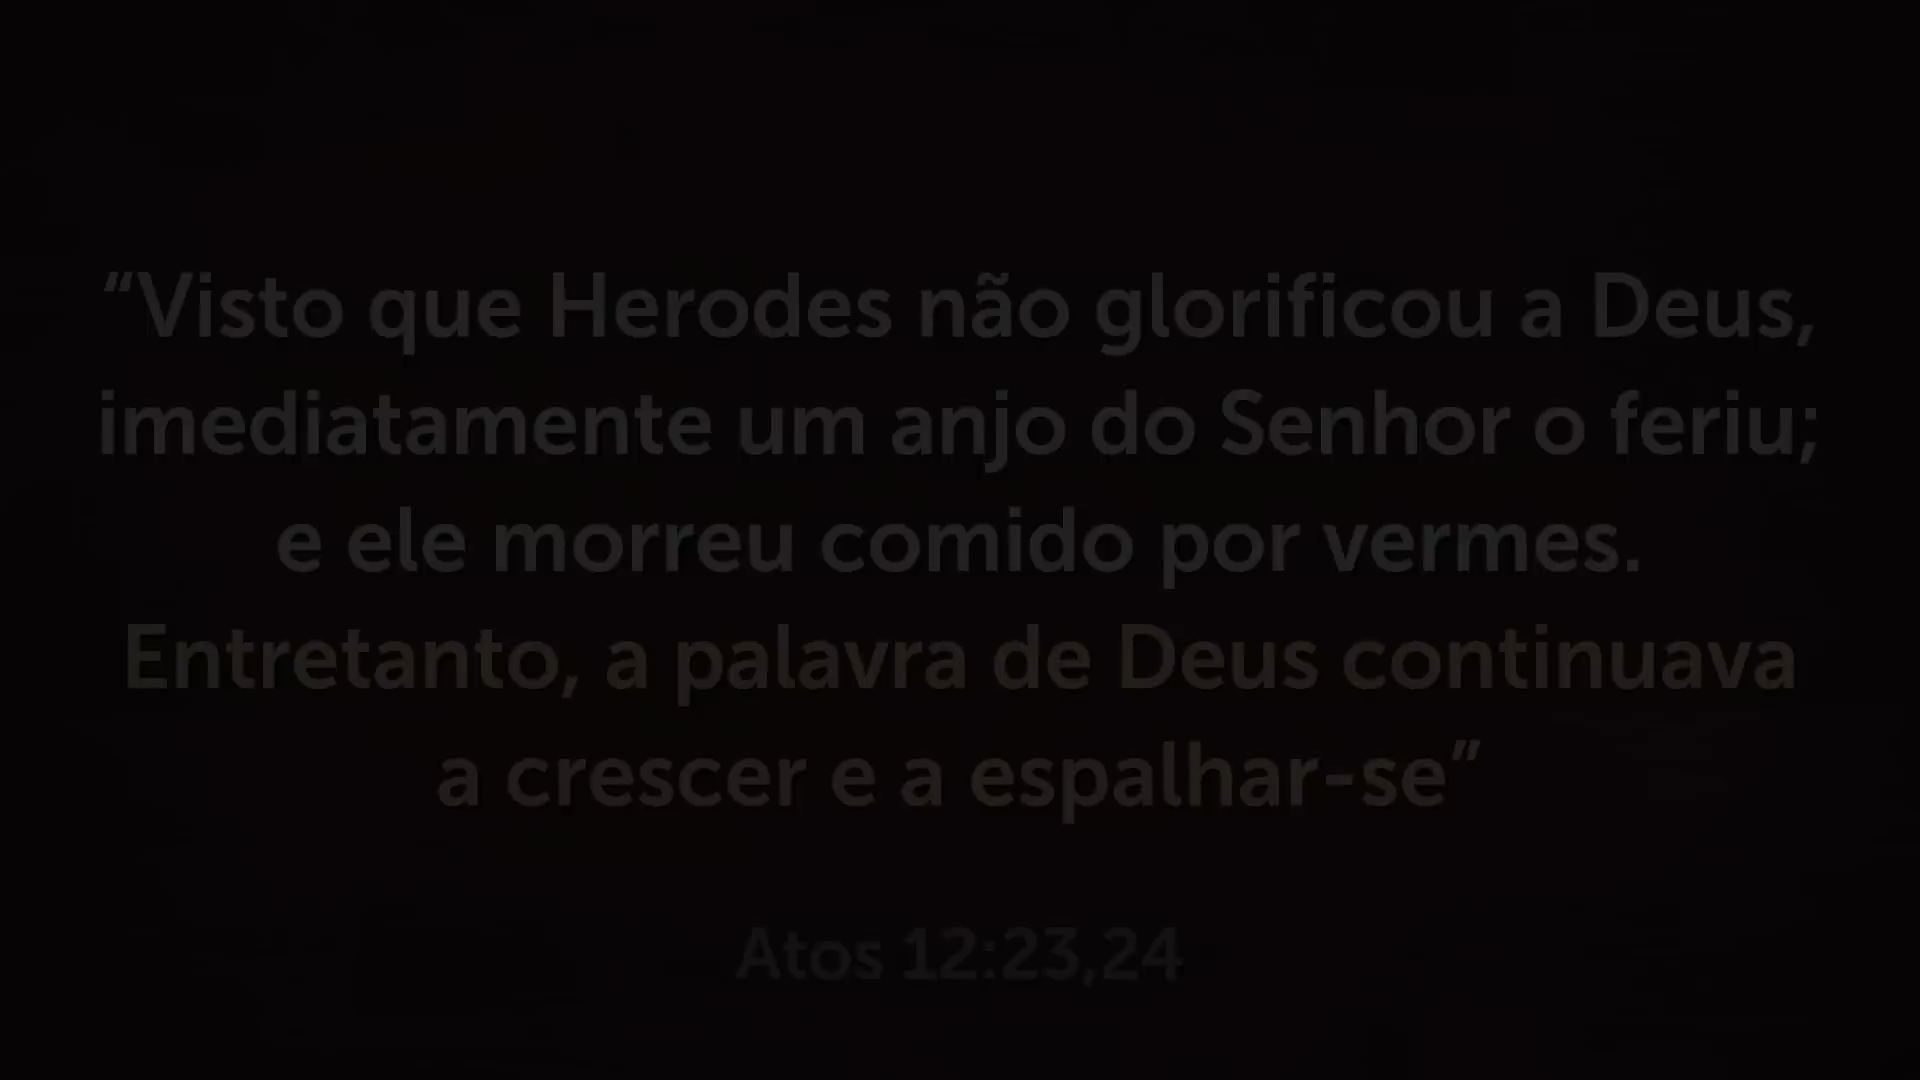 “Visto que Herodes não glorificou a Deus,
imediatamente um anjo do Senhor o feriu;
e ele morreu comido por vermes.
Entretanto, a palavra de Deus continuava
a crescer e a espalhar-se”
Atos 12:23,24